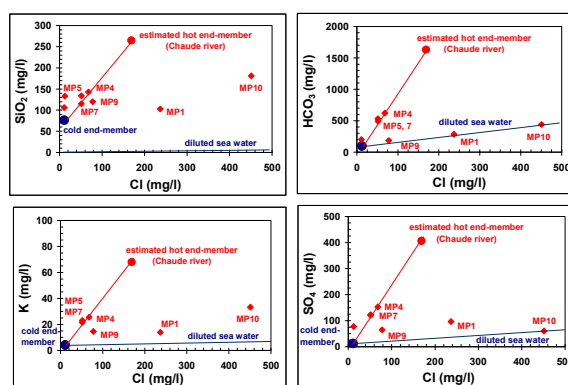 300
250
200
150
100
50
0
SiO2 (mg/l)
estimated hot end-member
(Chaude river)
MP5
MP4
MP10
MP9
MP7
MP1
cold end-member
diluted sea water
0 100 200 300 400 500
Cl (mg/l)
2000
1500
1000
500
0
HCO3 (mg/l)
estimated hot end-member
(Chaude river)
MP4
MP5, 7
MP9
MP1
MP10
diluted sea water
0 100 200 300 400 500
Cl (mg/l)
100
80
60
40
20
0
K (mg/l)
estimated hot end-member
(Chaude river)
MP5
MP7
MP4
MP10
MP1
MP9
cold end-
member
diluted sea water
0 100 200 300 400 500
Cl (mg/l)
500
400
300
200
100
0
SO4 (mg/l)
estimated hot end-member
(Chaude river)
MP4
MP7
MP1
MP9
MP10
cold end-
member
diluted sea water
0 100 200 300 400 500
Cl (mg/l)